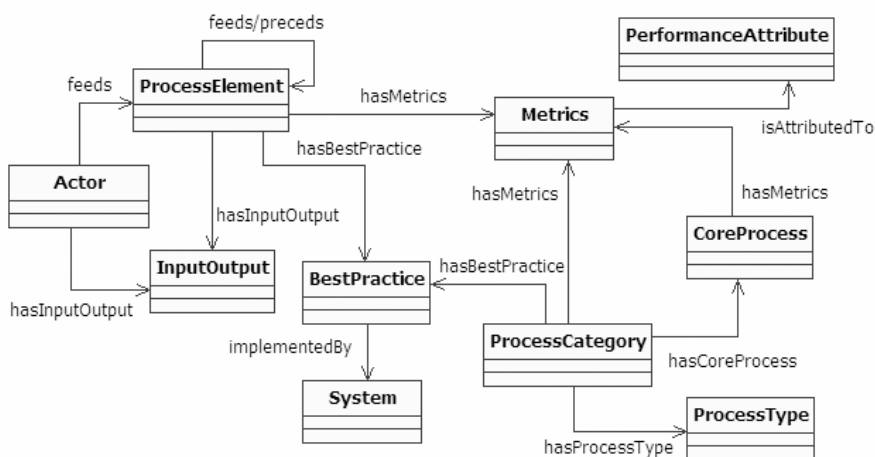 feeds/preceds
PerformanceAttribute
feeds
ProcessElement
hasMetrics
Metrics
isAttributedTo
hasBestPractice
Actor
hasMetrics
hasMetrics
hasInputOutput
CoreProcess
InputOutput
BestPractice
hasBestPractice
hasInputOutput
implementedBy
ProcessCategory
hasCoreProcess
System
ProcessType
hasProcessType